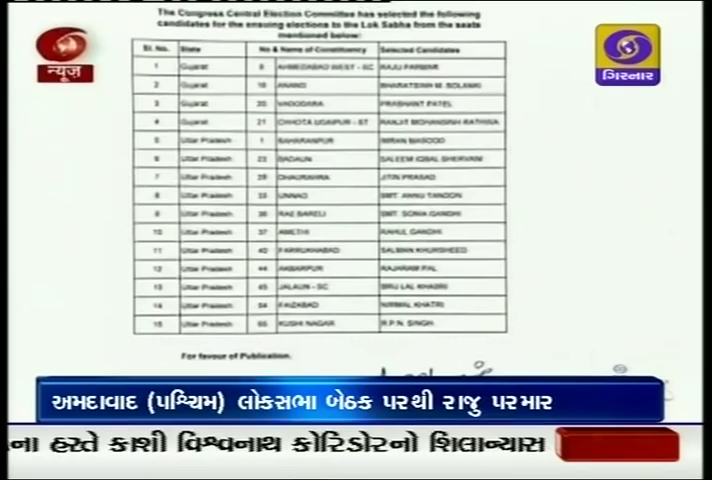 The Congress Central Election Committee has selected the following
candidates for the ensuing elections to the Lok Sabha from the seats
mentioned below:
Sl. No. State No & Name of Constituency Selected Candidates
1 Gujarat 8 AHMEDABAD WEST - SC RAJU PARMAR
2 Gujarat 16 ANAND BHARATSINH M. SOLANKI
3 Gujarat 20 VADODARA PRASHANT PATEL
4 Gujarat 21 CHHOTA UDAIPUR - ST RANJIT MOHANSINH RATHWA
5 Uttar Pradesh 1 SAHARANPUR IMRAN MASOOD
6 Uttar Pradesh 23 BADAUN SALEEM IQBAL SHERVANI
7 Uttar Pradesh 29 DHAURAHRA JITIN PRASAD
8 Uttar Pradesh 33 UNNAO SMT. ANNU TANDON
9 Uttar Pradesh 36 RAE BARELI SMT. SONIA GANDHI
10 Uttar Pradesh 37 AMETHI RAHUL GANDHI
11 Uttar Pradesh 40 FARRUKHABAD SALMAN KHURSHEED
12 Uttar Pradesh 44 AKBARPUR RAJARAM PAL
13 Uttar Pradesh 45 JALAUN - SC BRIJ LAL KHABRI
14 Uttar Pradesh 54 FAIZABAD NIRMAL KHATRI
15 Uttar Pradesh 65 KUSHI NAGAR R.P.N. SINGH
For favour of Publication.
ન્યૂઝ
ગિરનાર
અમદાવાદ (પશ્ચિમ) લોકસભા બેઠક પરથી રાજુ પરમાર
ના હસ્તે કાશી વિશ્વનાથ કોરિડોરનો શિલાન્યાસ